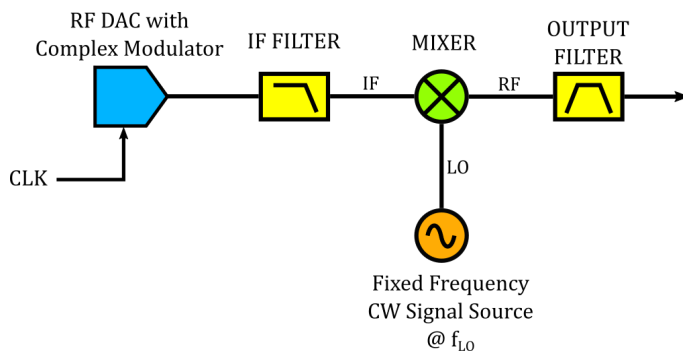 RF DAC with
Complex Modulator
IF FILTER
MIXER
OUTPUT
FILTER
IF
RF
CLK
LO
Fixed Frequency
CW Signal Source
@ fLO